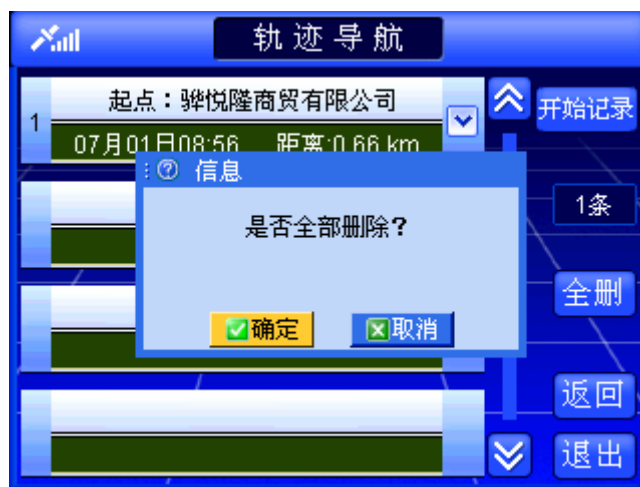 轨迹导航
1
起点：骅悦隆商贸有限公司
07月01日08:56 距离:0.66 km
开始记录
信息
是否全部删除?
确定
取消
1条
全删
返回
退出